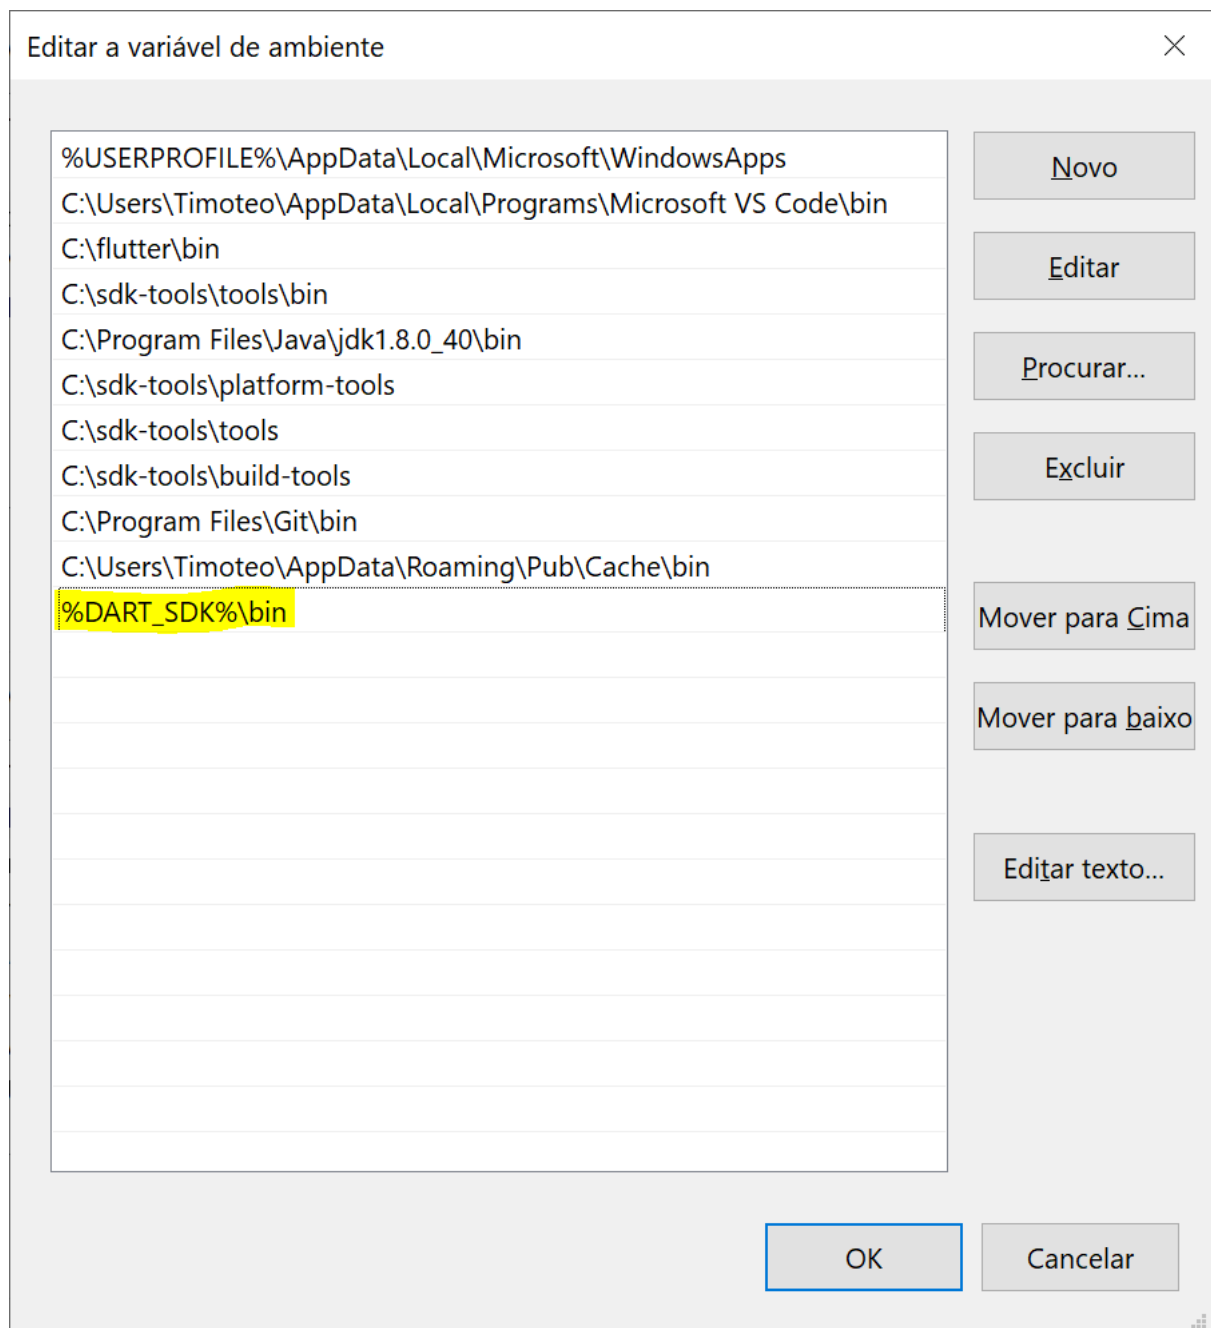 Editar a variável de ambiente
%USERPROFILE%\AppData\Local\Microsoft\WindowsApps
C:\Users\Timoteo\AppData\Local\Programs\Microsoft VS Code\bin
C:\flutter\bin
C:\sdk-tools\tools\bin
C:\Program Files\Java\jdk1.8.0_40\bin
C:\sdk-tools\platform-tools
C:\sdk-tools\tools
C:\sdk-tools\build-tools
C:\Program Files\Git\bin
C:\Users\Timoteo\AppData\Roaming\Pub\Cache\bin
%DART_SDK%\bin
Novo
Editar
Procurar...
Excluir
Mover para Cima
Mover para baixo
Editar texto...
OK
Cancelar